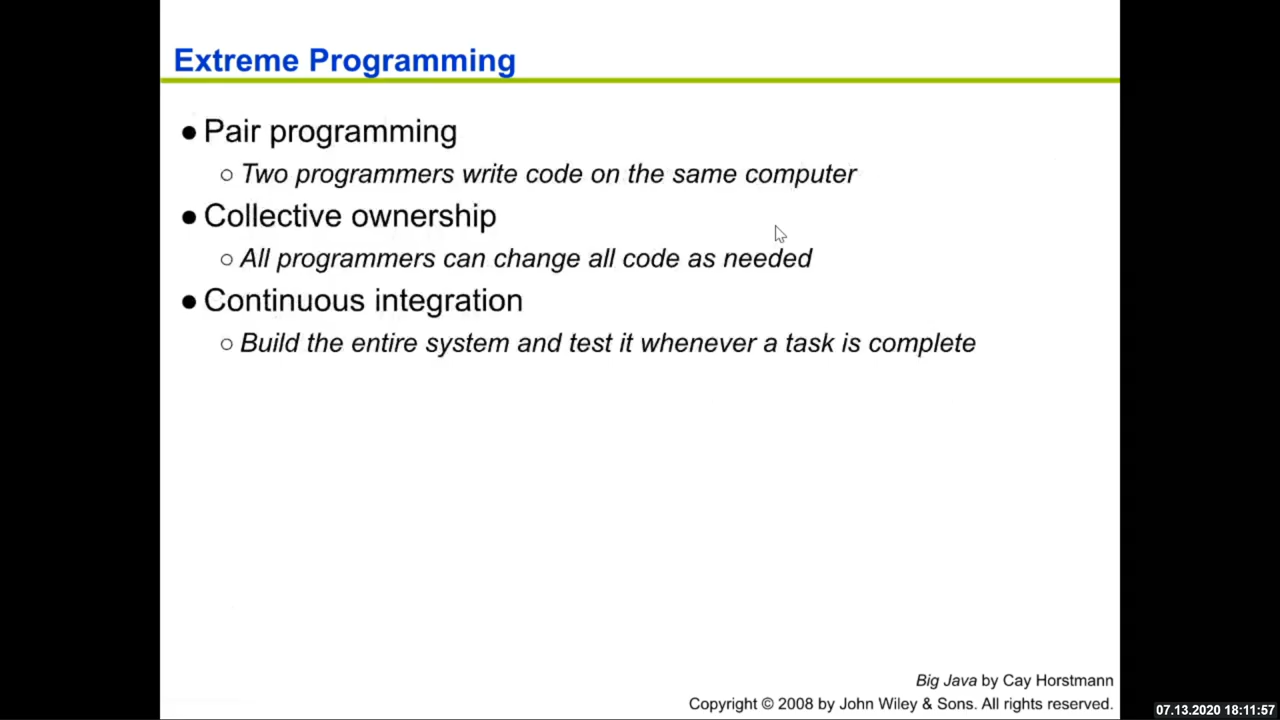 Extreme Programming
● Pair programming
○ Two programmers write code on the same computer
● Collective ownership
○ All programmers can change all code as needed
● Continuous integration
○ Build the entire system and test it whenever a task is complete
Big Java by Cay Horstmann
Copyright © 2008 by John Wiley & Sons. All rights reserved.
07.13.2020 18:11:57